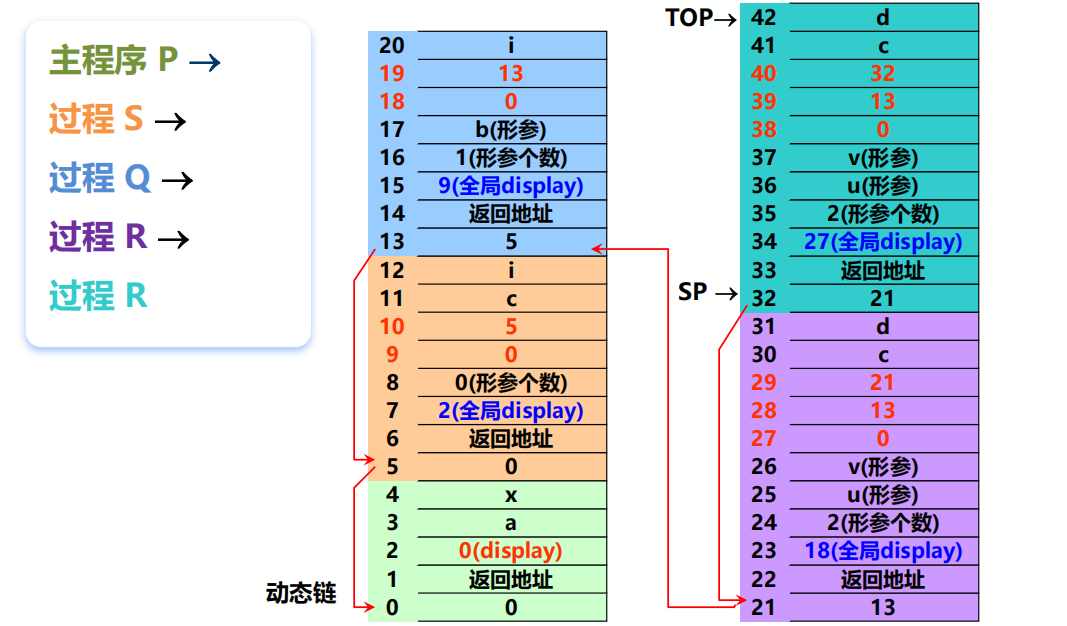 主程序 P →
过程 S →
过程 Q →
过程 R →
过程 R
20 i
19 13
18 0
17 b(形参)
16 1(形参个数)
15 9(全局display)
14 返回地址
13 5
12 i
11 c
10 5
9 0
8 0(形参个数)
7 2(全局display)
6 返回地址
5 0
4 x
3 a
2 0(display)
1 返回地址
动态链
0 0
TOP→ 42 d
41 c
40 32
39 13
38 0
37 v(形参)
36 u(形参)
35 2(形参个数)
34 27(全局display)
33 返回地址
SP → 32 21
31 d
30 c
29 21
28 13
27 0
26 v(形参)
25 u(形参)
24 2(形参个数)
23 18(全局display)
22 返回地址
21 13